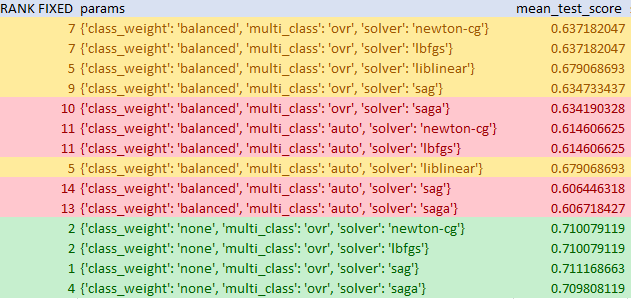 RANK FIXED params mean_test_score
7 {'class_weight': 'balanced', 'multi_class': 'ovr', 'solver': 'newton-cg'} 0.637182047
7 {'class_weight': 'balanced', 'multi_class': 'ovr', 'solver': 'lbfgs'} 0.637182047
5 {'class_weight': 'balanced', 'multi_class': 'ovr', 'solver': 'liblinear'} 0.679068693
9 {'class_weight': 'balanced', 'multi_class': 'ovr', 'solver': 'sag'} 0.634733437
10 {'class_weight': 'balanced', 'multi_class': 'ovr', 'solver': 'saga'} 0.634190328
11 {'class_weight': 'balanced', 'multi_class': 'auto', 'solver': 'newton-cg'} 0.614606625
11 {'class_weight': 'balanced', 'multi_class': 'auto', 'solver': 'lbfgs'} 0.614606625
5 {'class_weight': 'balanced', 'multi_class': 'auto', 'solver': 'liblinear'} 0.679068693
14 {'class_weight': 'balanced', 'multi_class': 'auto', 'solver': 'sag'} 0.606446318
13 {'class_weight': 'balanced', 'multi_class': 'auto', 'solver': 'saga'} 0.606718427
2 {'class_weight': 'none', 'multi_class': 'ovr', 'solver': 'newton-cg'} 0.710079119
2 {'class_weight': 'none', 'multi_class': 'ovr', 'solver': 'lbfgs'} 0.710079119
1 {'class_weight': 'none', 'multi_class': 'ovr', 'solver': 'sag'} 0.711168663
4 {'class_weight': 'none', 'multi_class': 'ovr', 'solver': 'saga'} 0.709808119